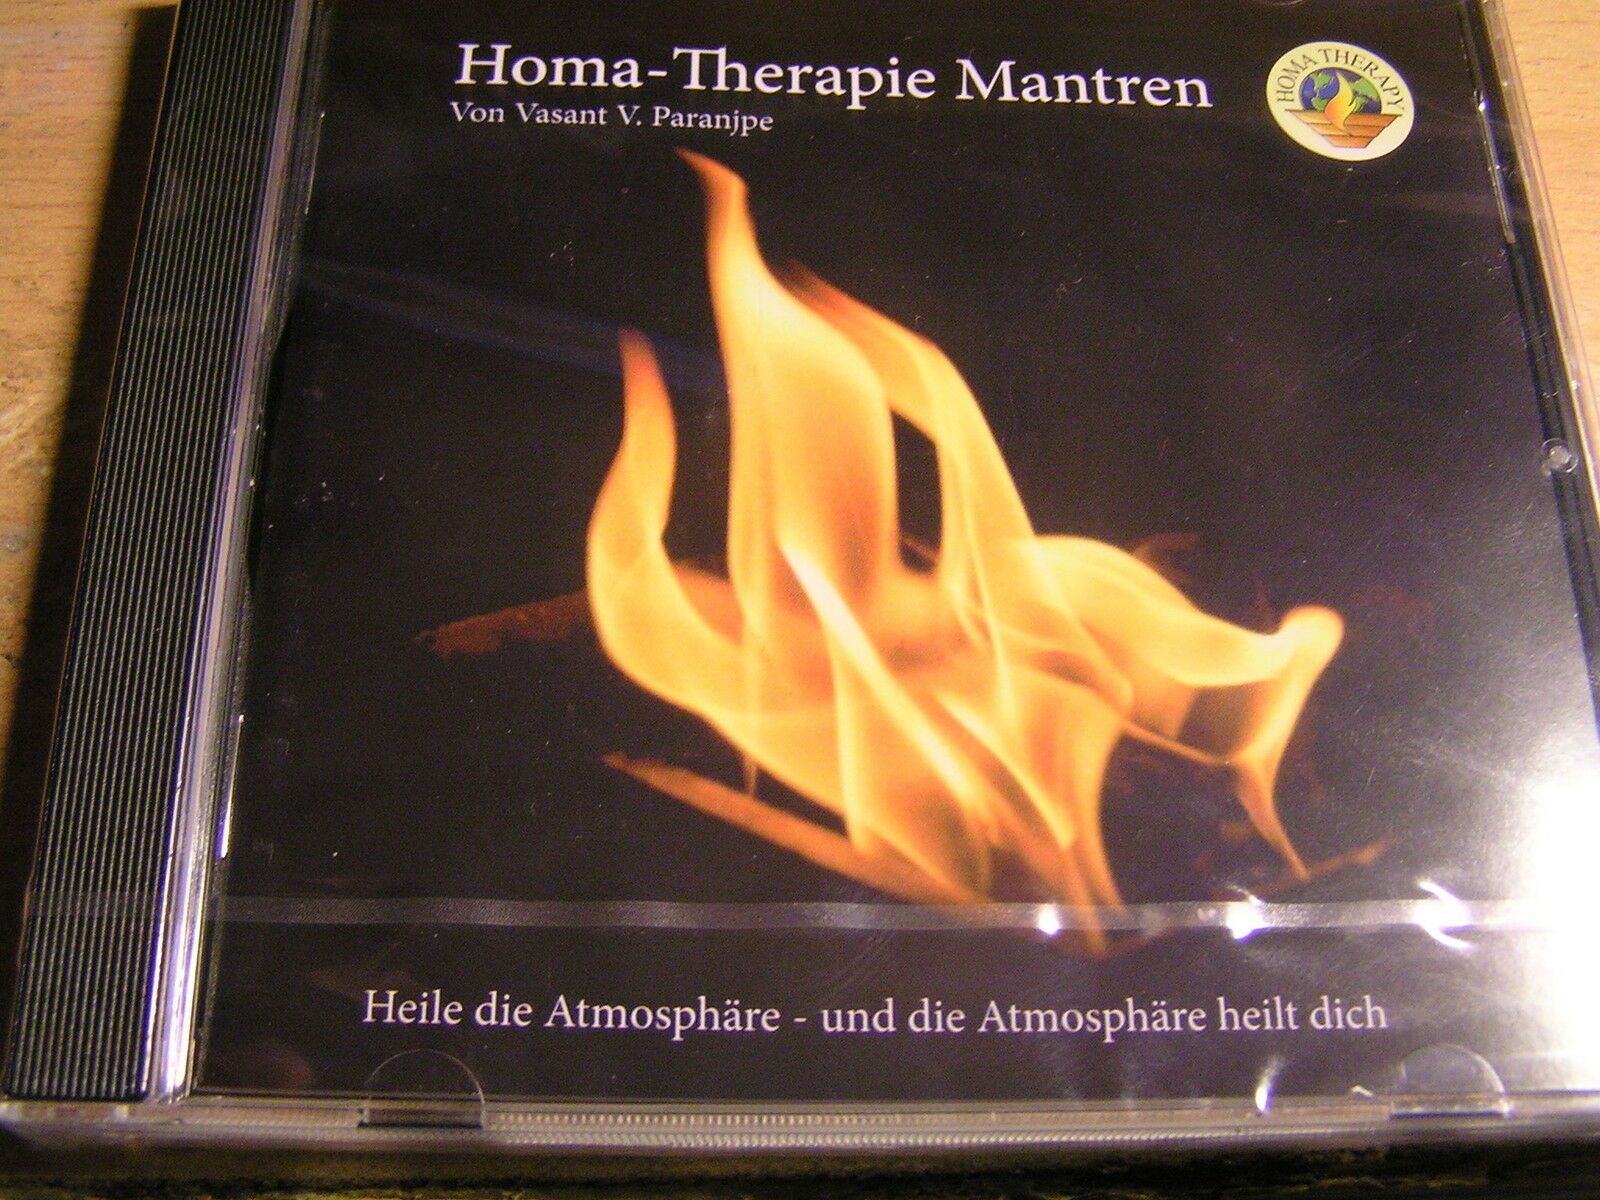 Homa-Therapie Mantren
Von Vasant V. Paranjpe
HOMA THERAPY
Heile die Atmosphäre - und die Atmosphäre heilt dich